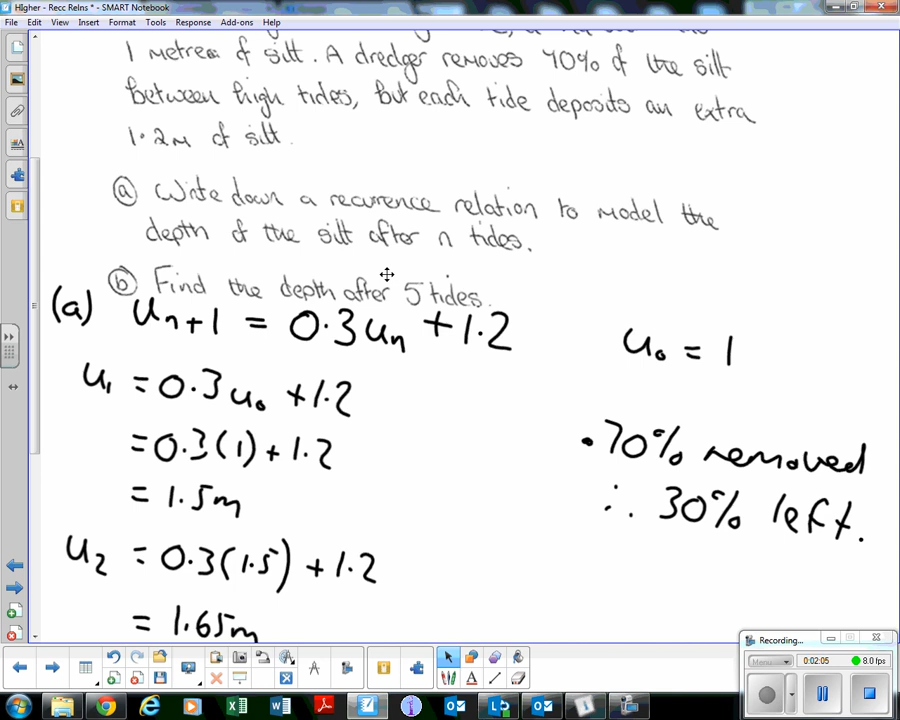 HIgher - Recc Relns * - SMART Notebook
File Edit View Insert Format Tools Response Add-ons Help
1 metres of silt. A dredger removes 70% of the silt
between high tides, but each tide deposits an extra
1.2m of silt.
(a) Write down a recurrence relation to model the
depth of the silt after n tides.
(b) Find the depth after 5 tides.
(a) Un+1 = 0.3Un + 1.2
U0 = 1
U1 = 0.3U0 + 1.2
= 0.3(1) + 1.2
= 1.5m
• 70% removed
∴ 30% left.
U2 = 0.3(1.5) + 1.2
= 1.65m
Recording...
Menu
0:02:05
8.0 fps